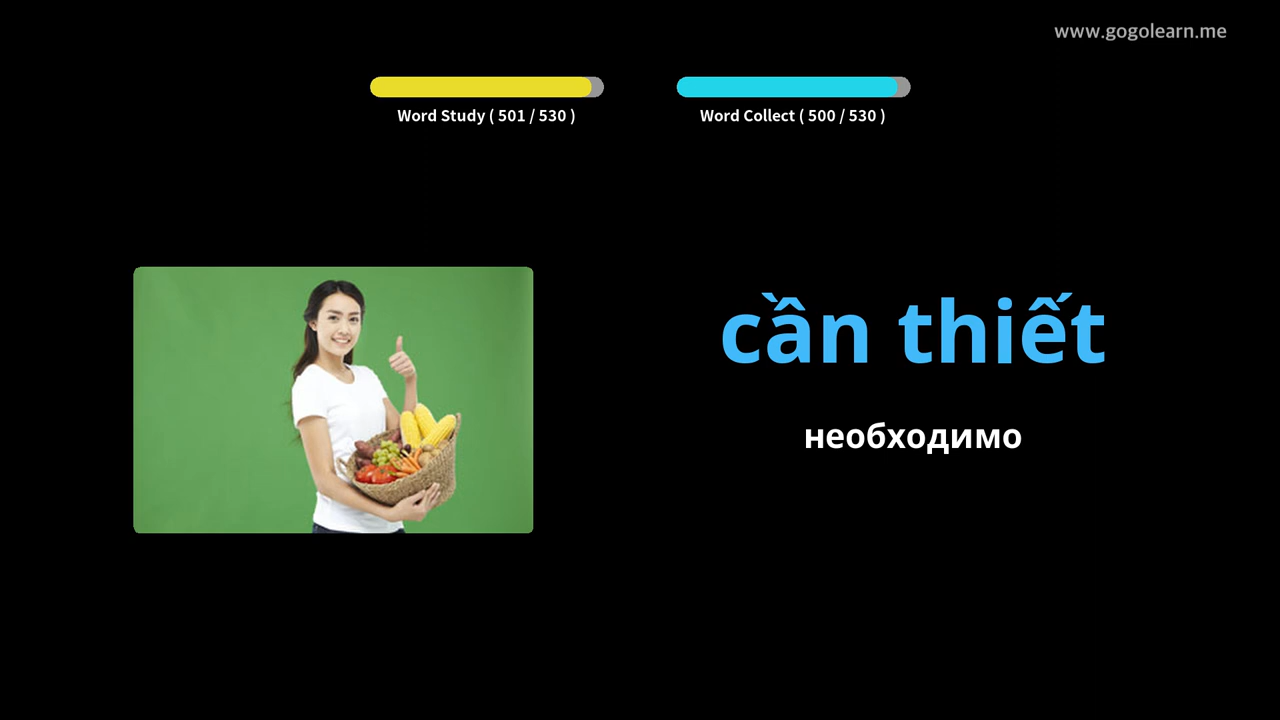 www.gogolearn.me
Word Study ( 501 / 530 )
Word Collect ( 500 / 530 )
cần thiết
необходимо